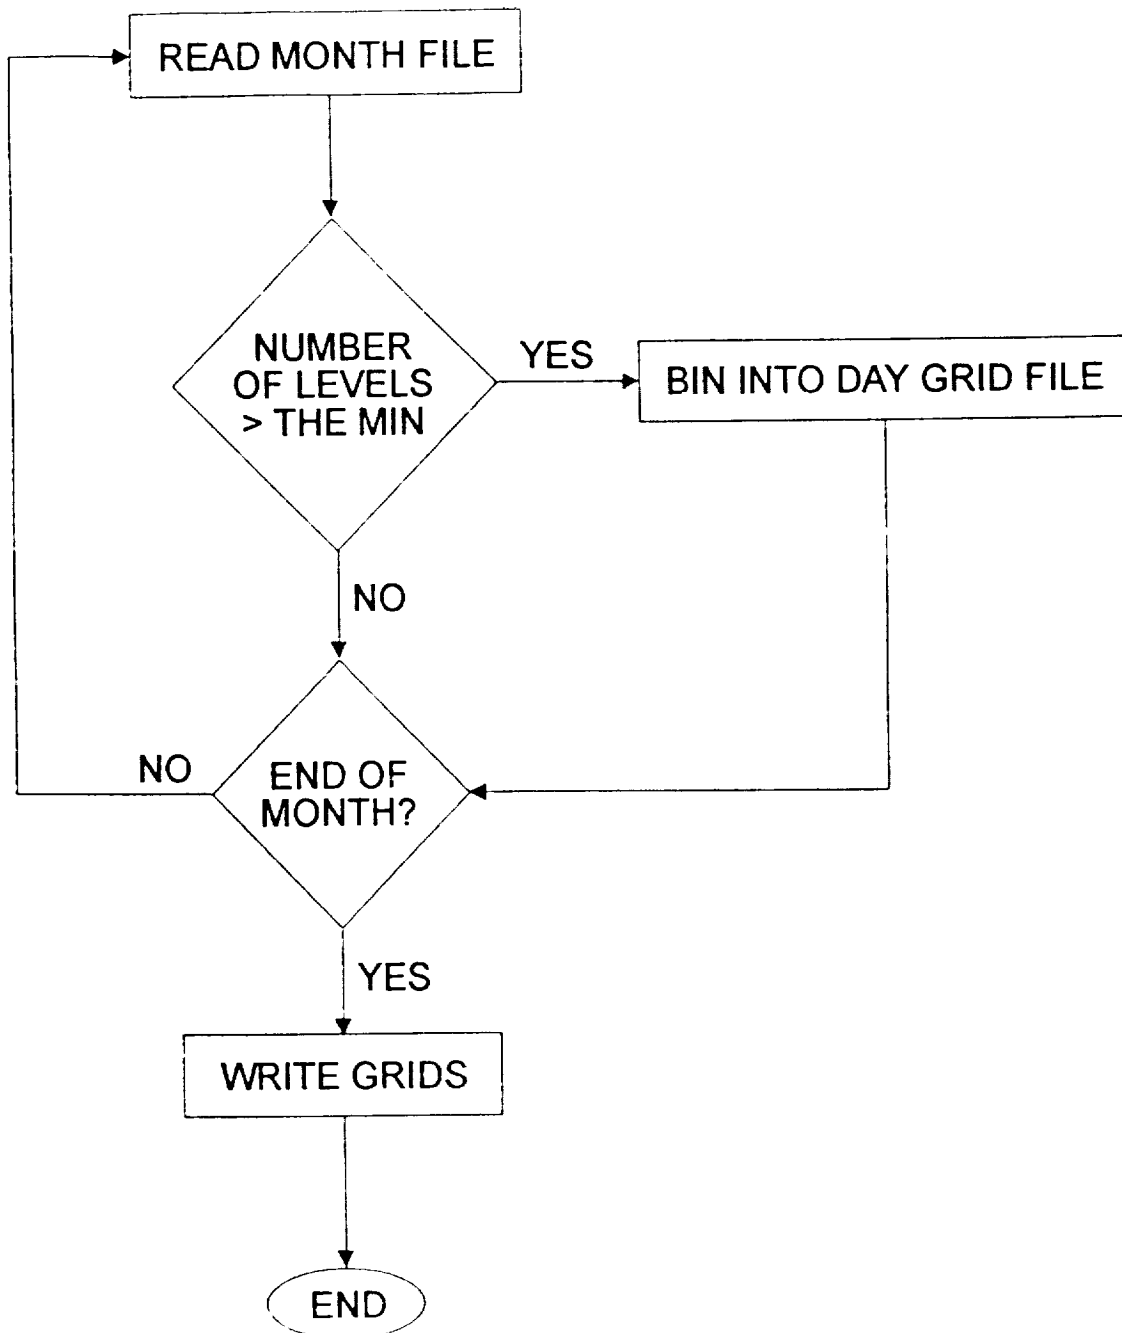 READ MONTH FILE
NUMBER
OF LEVELS
> THE MIN
YES
BIN INTO DAY GRID FILE
NO
NO
END OF
MONTH?
YES
WRITE GRIDS
END